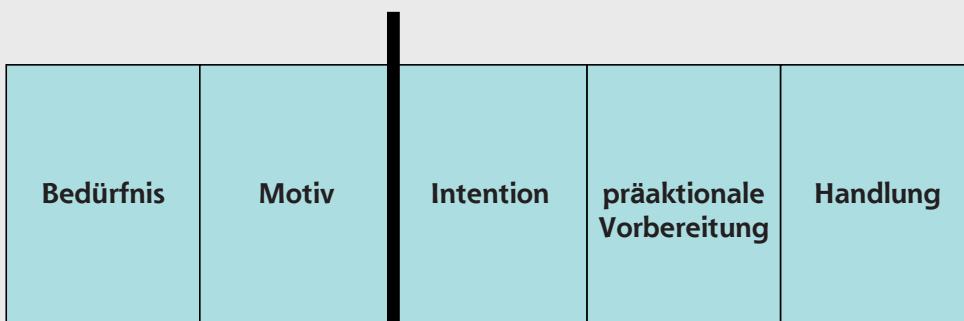 Bedürfnis
Motiv
Intention
präaktionale
Vorbereitung
Handlung